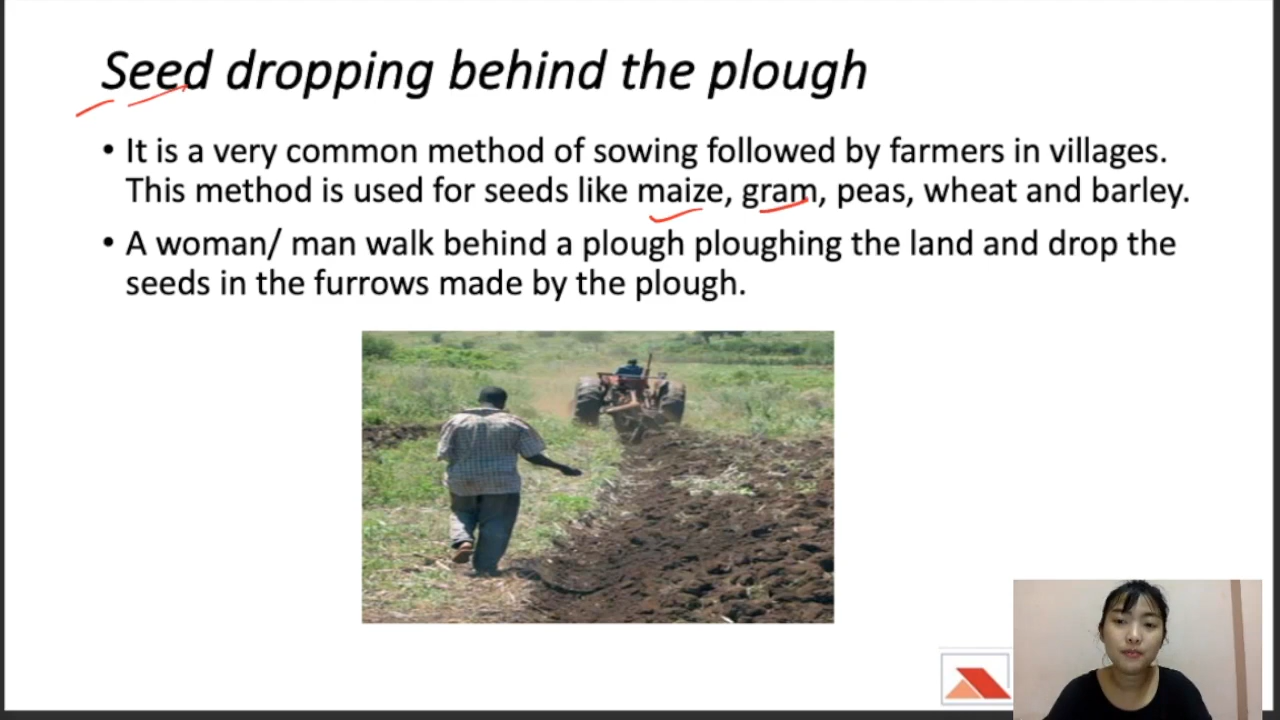 Seed dropping behind the plough
• It is a very common method of sowing followed by farmers in villages.
This method is used for seeds like maize, gram, peas, wheat and barley.
• A woman/ man walk behind a plough ploughing the land and drop the
seeds in the furrows made by the plough.